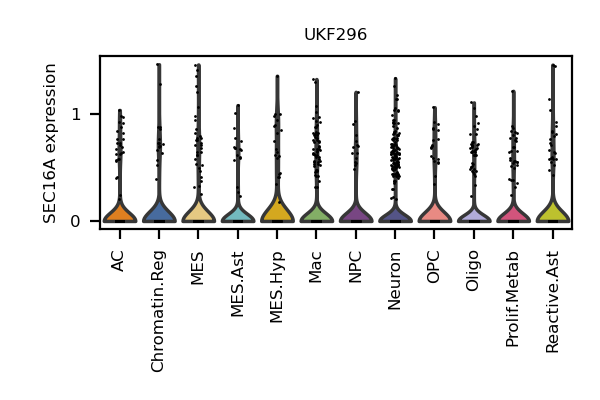 UKF296
SEC16A expression
1
0
AC
Chromatin.Reg
MES
MES.Ast
MES.Hyp
Mac
NPC
Neuron
OPC
Oligo
Prolif.Metab
Reactive.Ast